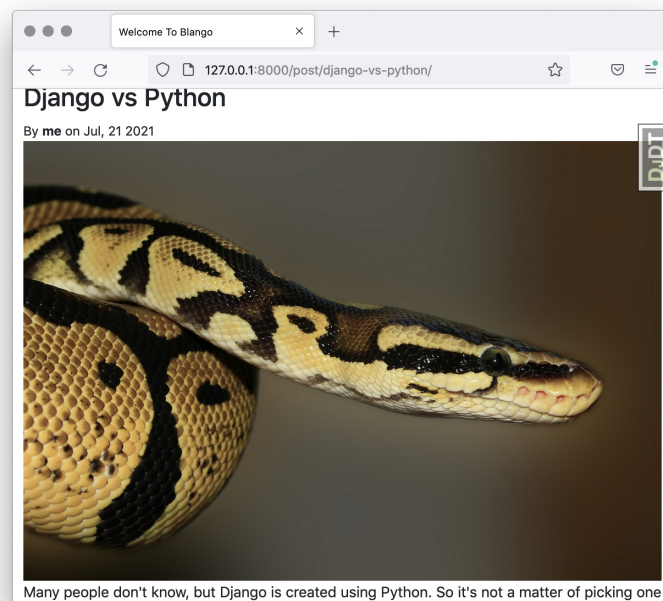 Welcome To Blango
127.0.0.1:8000/post/django-vs-python/
Django vs Python
By me on Jul, 21 2021
DJDT
Many people don't know, but Django is created using Python. So it's not a matter of picking one